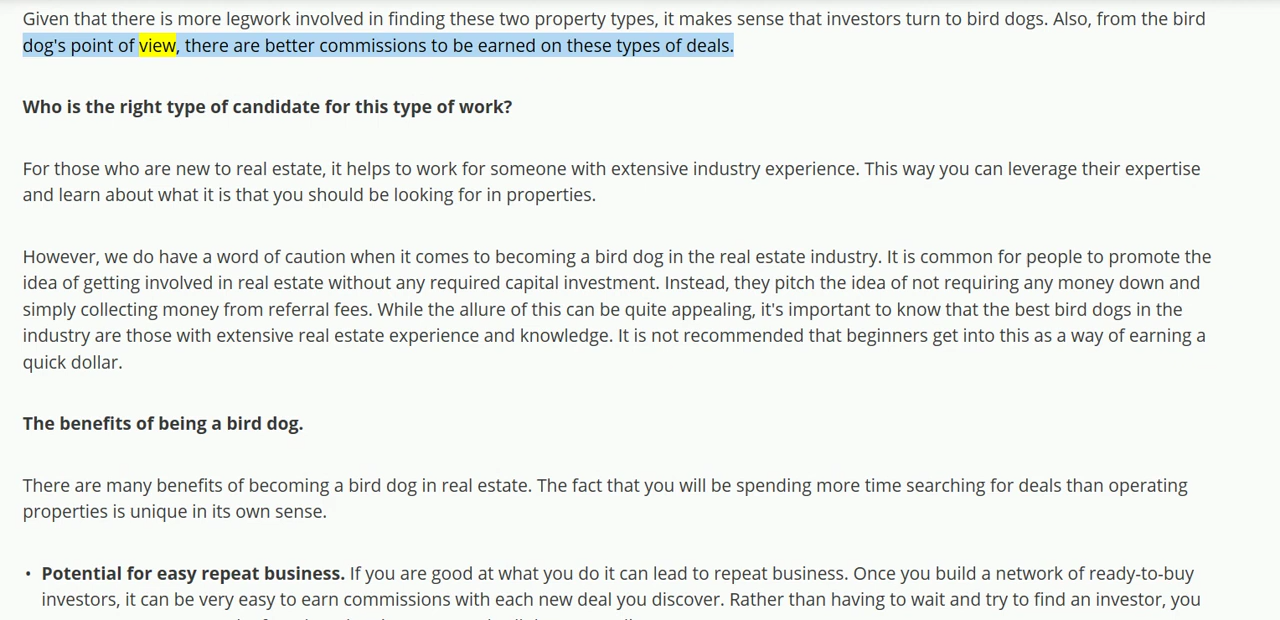 Given that there is more legwork involved in finding these two property types, it makes sense that investors turn to bird dogs. Also, from the bird
dog's point of view, there are better commissions to be earned on these types of deals.
Who is the right type of candidate for this type of work?
For those who are new to real estate, it helps to work for someone with extensive industry experience. This way you can leverage their expertise
and learn about what it is that you should be looking for in properties.
However, we do have a word of caution when it comes to becoming a bird dog in the real estate industry. It is common for people to promote the
idea of getting involved in real estate without any required capital investment. Instead, they pitch the idea of not requiring any money down and
simply collecting money from referral fees. While the allure of this can be quite appealing, it's important to know that the best bird dogs in the
industry are those with extensive real estate experience and knowledge. It is not recommended that beginners get into this as a way of earning a
quick dollar.
The benefits of being a bird dog.
There are many benefits of becoming a bird dog in real estate. The fact that you will be spending more time searching for deals than operating
properties is unique in its own sense.
• Potential for easy repeat business. If you are good at what you do it can lead to repeat business. Once you build a network of ready-to-buy
investors, it can be very easy to earn commissions with each new deal you discover. Rather than having to wait and try to find an investor, you